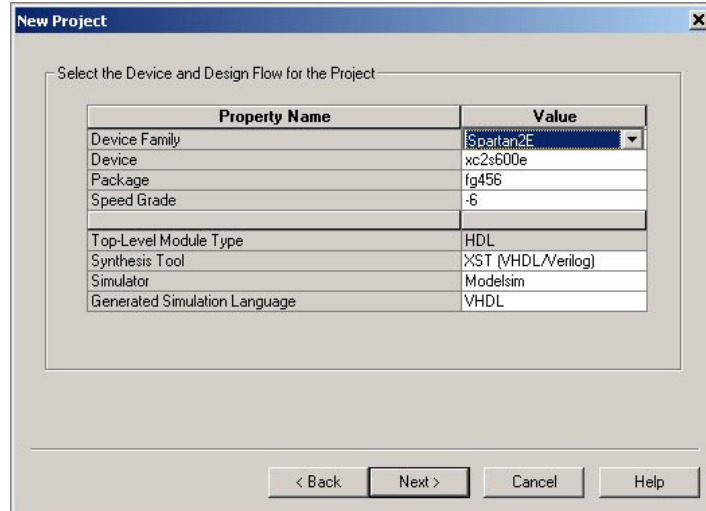 New Project
Select the Device and Design Flow for the Project
Property Name Value
Device Family Spartan2E
Device xc2s600e
Package fg456
Speed Grade -6
Top-Level Module Type HDL
Synthesis Tool XST (VHDL/Verilog)
Simulator Modelsim
Generated Simulation Language VHDL
< Back Next > Cancel Help